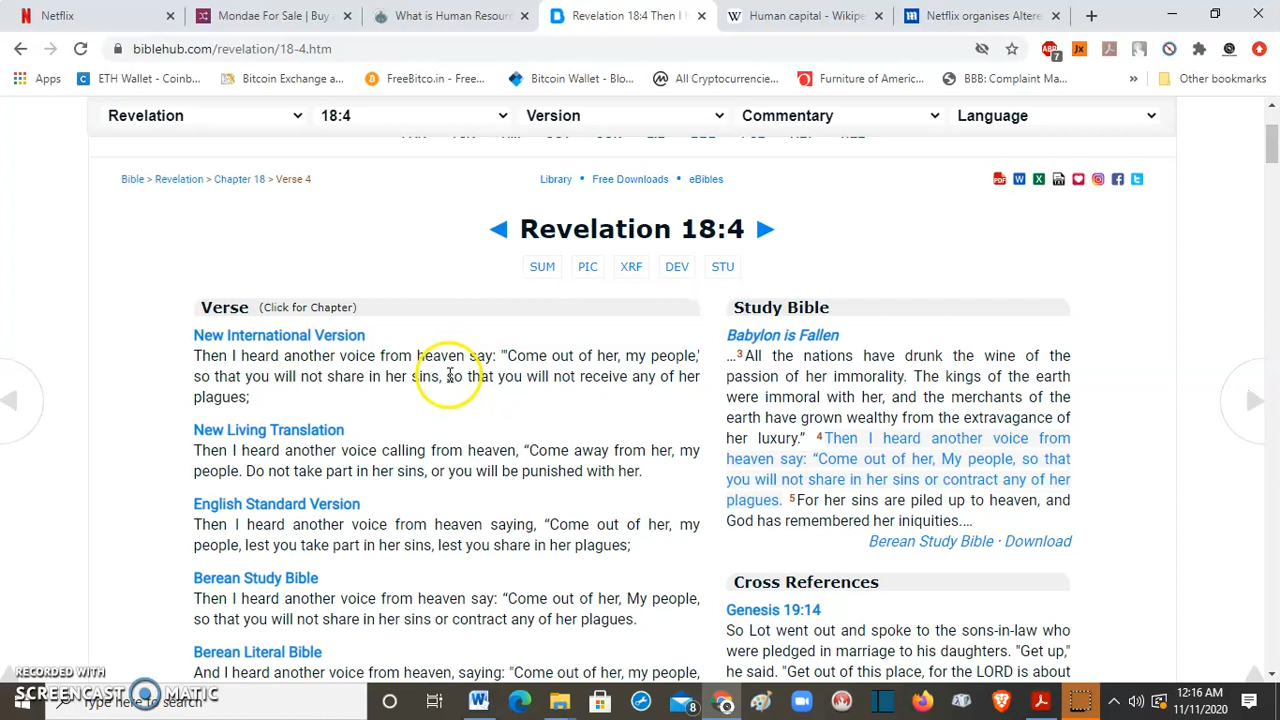 Netflix
Mondae For Sale | Buy a
What is Human Resour
Revelation 18:4 Then I
Human capital - Wikipe
Netflix organises Altere
biblehub.com/revelation/18-4.htm
Apps
ETH Wallet - Coinb...
Bitcoin Exchange a...
FreeBitco.in - Free...
Bitcoin Wallet - Blo...
All Cryptocurrencie...
Furniture of Americ...
BBB: Complaint Ma...
Other bookmarks
Revelation
18:4
Version
Commentary
Language
Bible > Revelation > Chapter 18 > Verse 4
Library • Free Downloads • eBibles
◄ Revelation 18:4 ►
SUM PIC XRF DEV STU
Verse (Click for Chapter)
New International Version
Then I heard another voice from heaven say: "'Come out of her, my people,'
so that you will not share in her sins, so that you will not receive any of her
plagues;
New Living Translation
Then I heard another voice calling from heaven, “Come away from her, my
people. Do not take part in her sins, or you will be punished with her.
English Standard Version
Then I heard another voice from heaven saying, “Come out of her, my
people, lest you take part in her sins, lest you share in her plagues;
Berean Study Bible
Then I heard another voice from heaven say: “Come out of her, My people,
so that you will not share in her sins or contract any of her plagues.
Berean Literal Bible
And I heard another voice from heaven, saying: "Come out of her, my people,
Study Bible
Babylon is Fallen
…3All the nations have drunk the wine of the
passion of her immorality. The kings of the earth
were immoral with her, and the merchants of the
earth have grown wealthy from the extravagance of
her luxury.” 4Then I heard another voice from
heaven say: “Come out of her, My people, so that
you will not share in her sins or contract any of her
plagues. 5For her sins are piled up to heaven, and
God has remembered her iniquities.…
Berean Study Bible · Download
Cross References
Genesis 19:14
So Lot went out and spoke to the sons-in-law who
were pledged in marriage to his daughters. "Get up,"
he said. "Get out of this place, for the LORD is about
RECORDED WITH
SCREENCAST MATIC
Type here to search
12:16 AM
11/11/2020